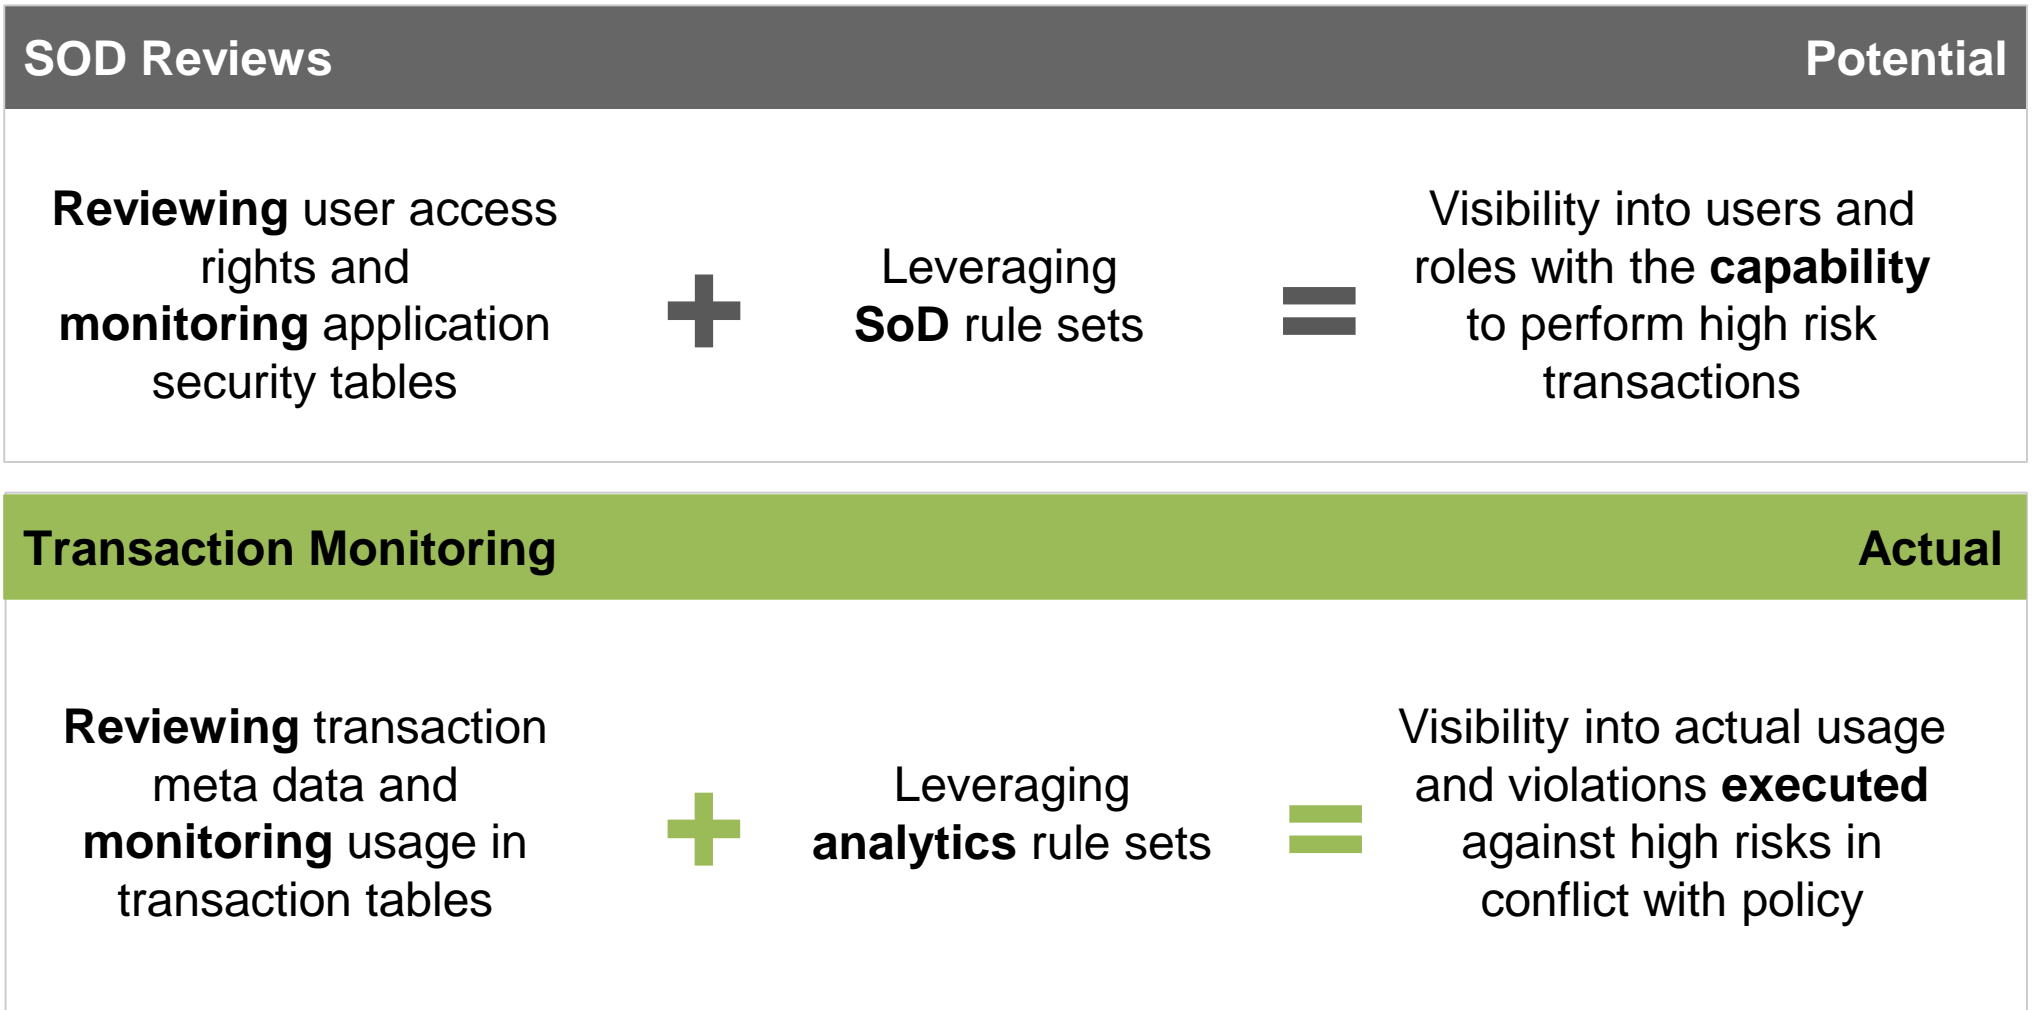 SOD Reviews
Potential
Reviewing user access
rights and
monitoring application
security tables
+
Leveraging
SoD rule sets
=
Visibility into users and
roles with the capability
to perform high risk
transactions
Transaction Monitoring
Actual
Reviewing transaction
meta data and
monitoring usage in
transaction tables
+
Leveraging
analytics rule sets
=
Visibility into actual usage
and violations executed
against high risks in
conflict with policy